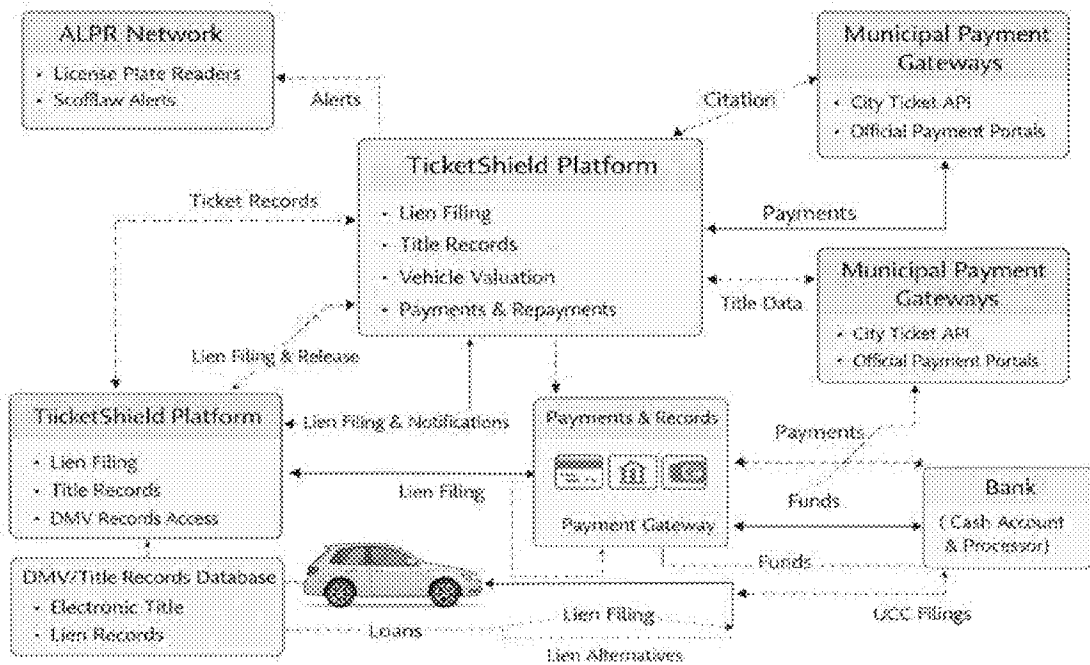 ALPR Network
• License Plate Readers
• Scofflaw Alerts
Alerts
Citation
Municipal Payment
Gateways
• City Ticket API
• Official Payment Portals
TicketShield Platform
• Lien Filing
• Title Records
• Vehicle Valuation
• Payments & Repayments
Ticket Records
Payments
Title Data
Municipal Payment
Gateways
• City Ticket API
• Official Payment Portals
Lien Filing & Release
TiicketShield Platform
• Lien Filing
• Title Records
• DMV Records Access
Lien Filing & Notifications
Lien Filing
Payments & Records
Payment Gateway
Payments
Funds
Funds
Bank
( Cash Account
& Processor)
DMV/Title Records Database
• Electronic Title
• Lien Records
Loans
Lien Filing
Lien Alternatives
UCC Filings